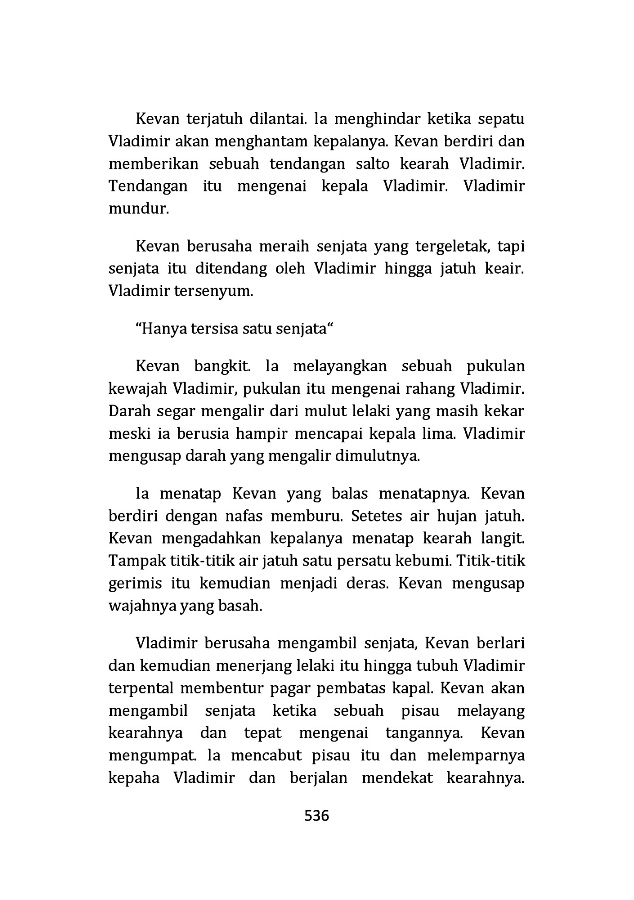 Kevan terjatuh dilantai. Ia menghindar ketika sepatu
Vladimir akan menghantam kepalanya. Kevan berdiri dan
memberikan sebuah tendangan salto kearah Vladimir.
Tendangan itu mengenai kepala Vladimir. Vladimir
mundur.
Kevan berusaha meraih senjata yang tergeletak, tapi
senjata itu ditendang oleh Vladimir hingga jatuh keair.
Vladimir tersenyum.
“Hanya tersisa satu senjata“
Kevan bangkit. Ia melayangkan sebuah pukulan
kewajah Vladimir, pukulan itu mengenai rahang Vladimir.
Darah segar mengalir dari mulut lelaki yang masih kekar
meski ia berusia hampir mencapai kepala lima. Vladimir
mengusap darah yang mengalir dimulutnya.
Ia menatap Kevan yang balas menatapnya. Kevan
berdiri dengan nafas memburu. Setetes air hujan jatuh.
Kevan mengadahkan kepalanya menatap kearah langit.
Tampak titik-titik air jatuh satu persatu kebumi. Titik-titik
gerimis itu kemudian menjadi deras. Kevan mengusap
wajahnya yang basah.
Vladimir berusaha mengambil senjata, Kevan berlari
dan kemudian menerjang lelaki itu hingga tubuh Vladimir
terpental membentur pagar pembatas kapal. Kevan akan
mengambil senjata ketika sebuah pisau melayang
kearahnya dan tepat mengenai tangannya. Kevan
mengumpat. Ia mencabut pisau itu dan melemparnya
kepaha Vladimir dan berjalan mendekat kearahnya.
536